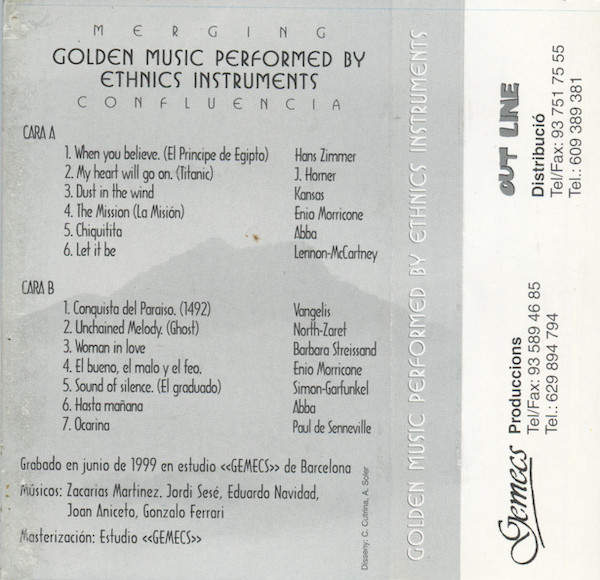 MERGING
GOLDEN MUSIC PERFORMED BY
ETHNICS INSTRUMENTS
CONFLUENCIA
CARA A
1. When you believe. (El Principe de Egipto) Hans Zimmer
2. My heart will go on. (Titanic) J. Horner
3. Dust in the wind Kansas
4. The Mission (La Misión) Enio Morricone
5. Chiquilita Abba
6. Let it be Lennon-McCartney
CARA B
1. Conquista del Paraiso. (1492) Vangelis
2. Unchained Melody. (Ghost) North-Zaret
3. Woman in love Barbara Streissand
4. El bueno, el malo y el feo. Enio Morricone
5. Sound of silence. (El graduado) Simon-Garfunkel
6. Hasta mañana Abba
7. Ocarina Paul de Senneville
Grabado en junio de 1999 en estudio <<GEMECS>> de Barcelona
Músicos: Zacarias Martinez. Jordi Sesé, Eduardo Navidad,
Joan Aniceto, Gonzalo Ferrari
Masterización: Estudio <<GEMECS>>
Disseny: C. Cutrina, A. Soler
GOLDEN MUSIC PERFORMED BY ETHNICS INSTRUMENTS
Gemecs Produccions
Tel/Fax: 93 589 46 85
Tel.: 629 894 794
OUT LINE
Distribució
Tel/Fax: 93 751 75 55
Tel.: 609 389 381